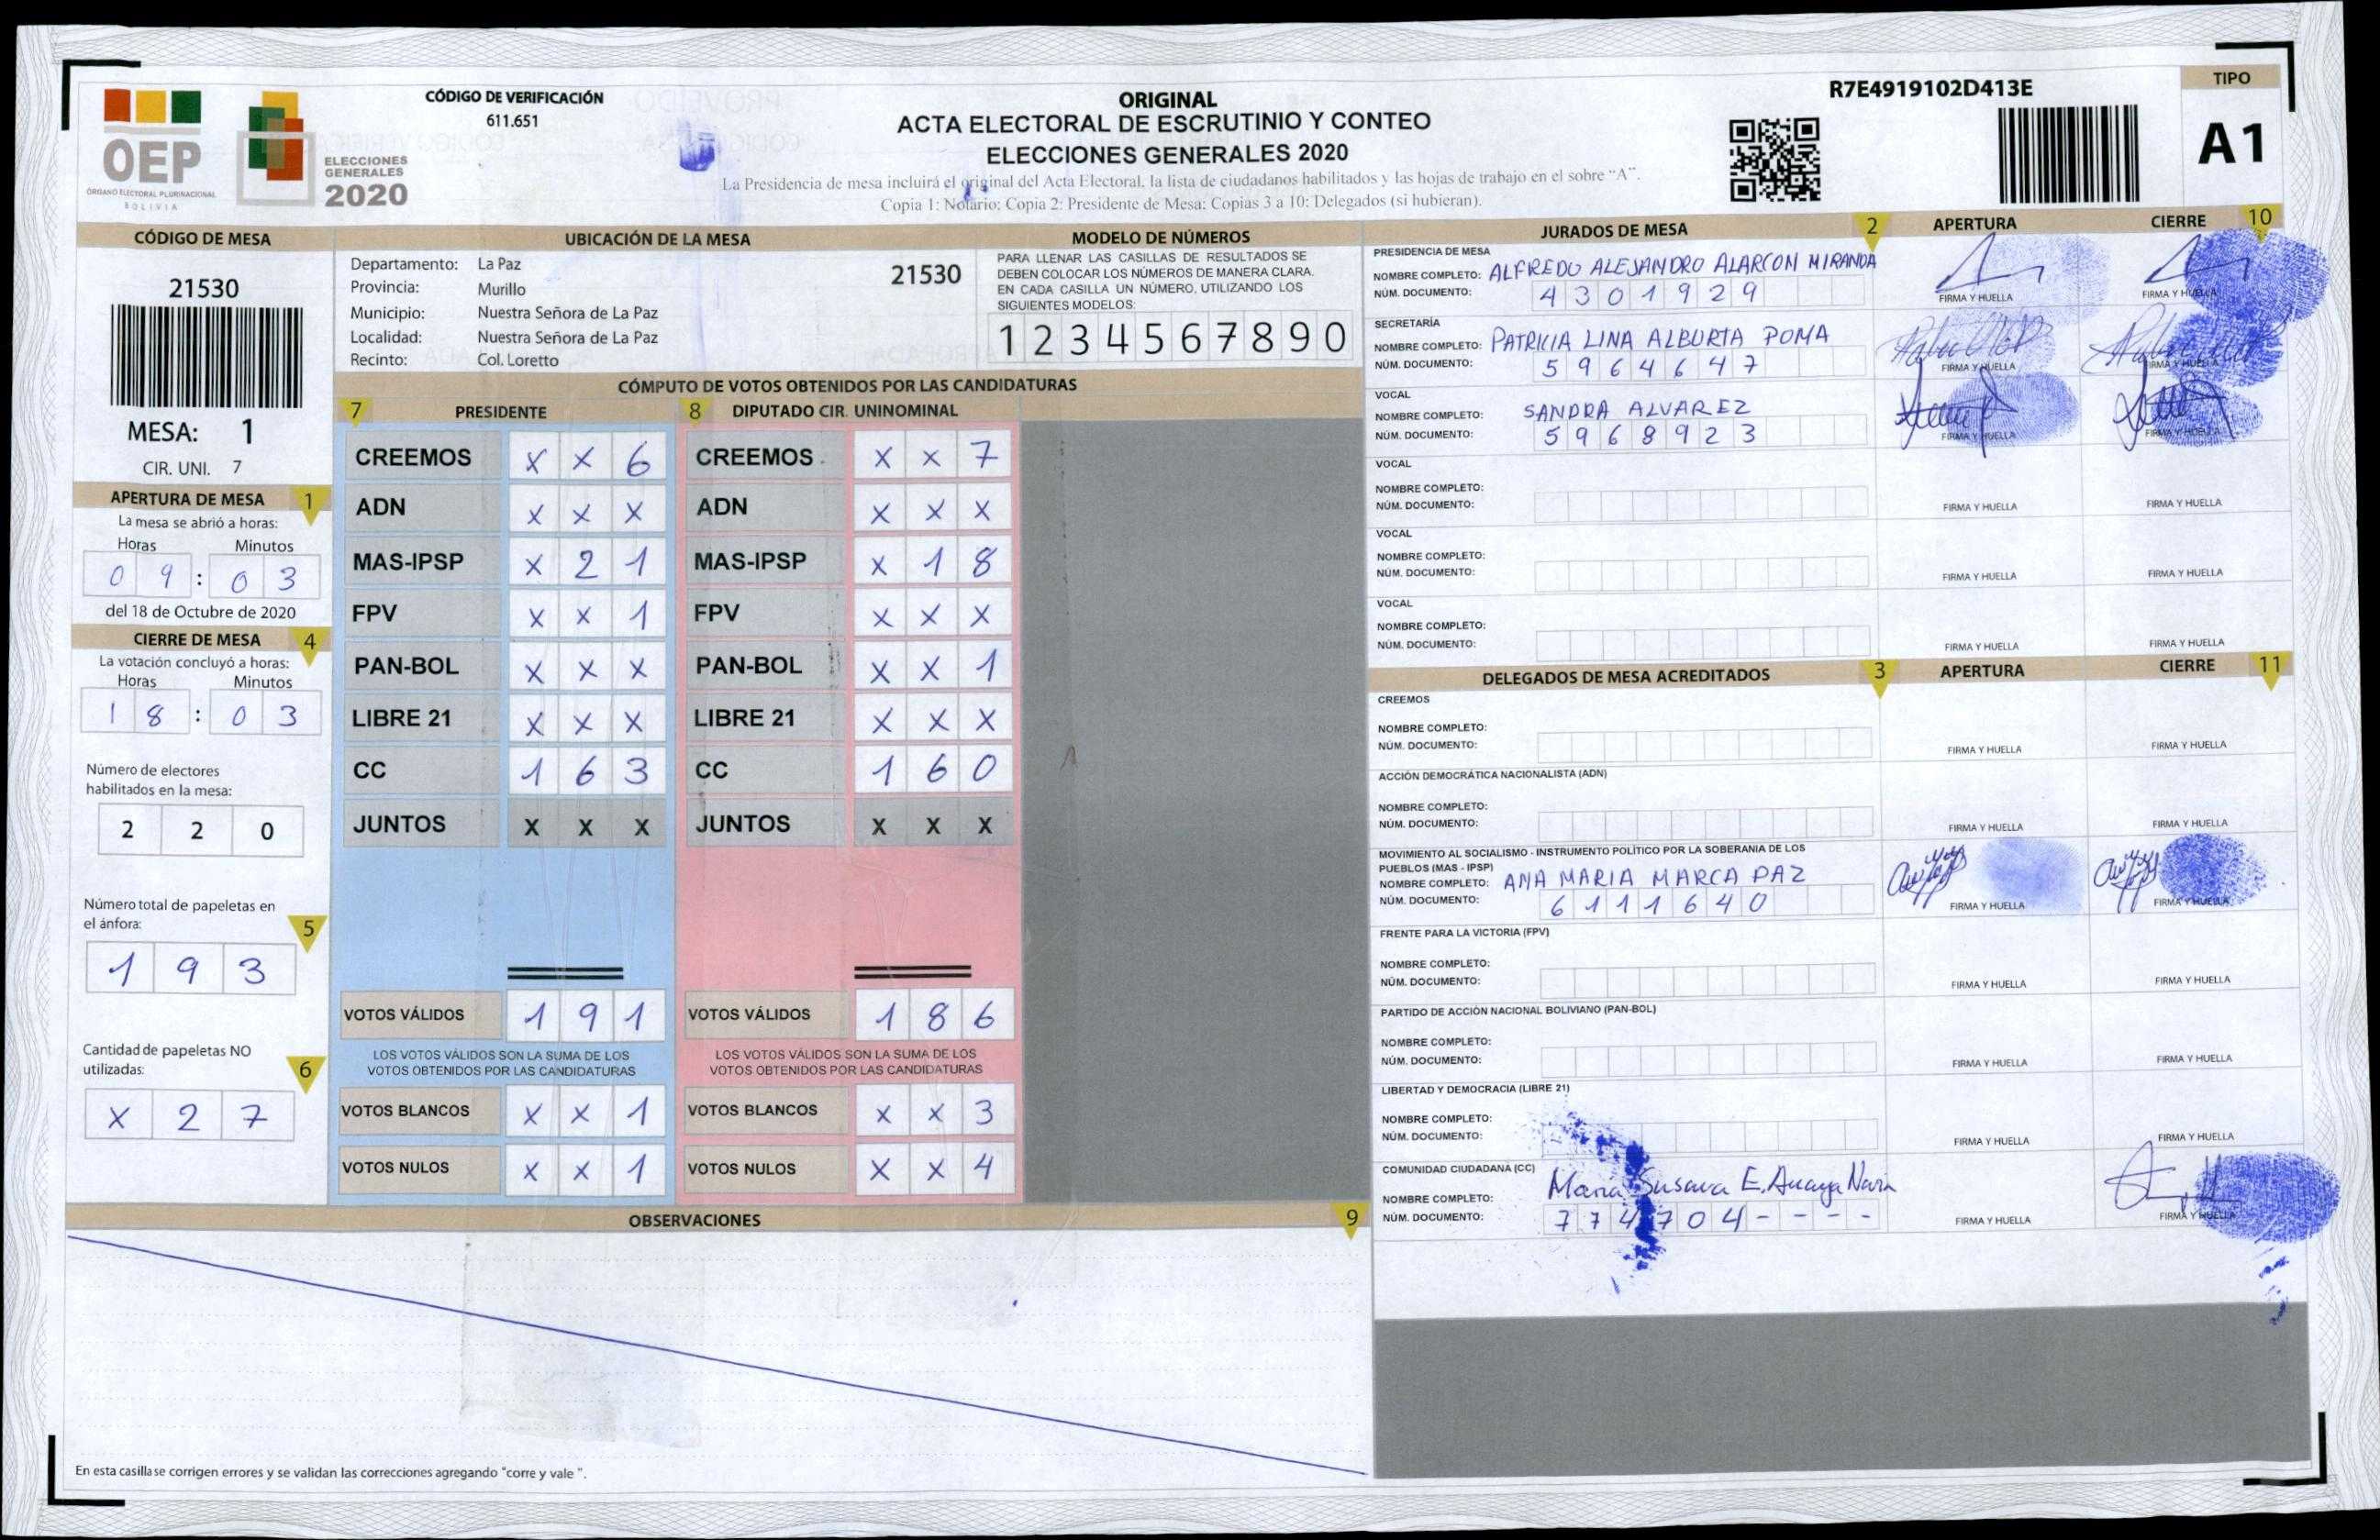 OEP
ÓRGANO ELECTORAL PLURINACIONAL
BOLIVIA
ELECCIONES
GENERALES
2020
CÓDIGO DE VERIFICACIÓN
611.651
ORIGINAL
ACTA ELECTORAL DE ESCRUTINIO Y CONTEO
ELECCIONES GENERALES 2020
La Presidencia de mesa incluirá el original del Acta Electoral, la lista de ciudadanos habilitados y las hojas de trabajo en el sobre "A".
Copia 1: Notario; Copia 2: Presidente de Mesa; Copias 3 a 10: Delegados (si hubieran).
R7E4919102D413E
TIPO
A1
CÓDIGO DE MESA
21530
MESA: 1
CIR. UNI. 7
APERTURA DE MESA 1
La mesa se abrió a horas:
Horas Minutos
0 9 : 0 3
del 18 de Octubre de 2020
CIERRE DE MESA 4
La votación concluyó a horas:
Horas Minutos
1 8 : 0 3
Número de electores
habilitados en la mesa:
2 2 0
Número total de papeletas en
el ánfora: 5
1 9 3
Cantidad de papeletas NO
utilizadas: 6
X 2 7
UBICACIÓN DE LA MESA
Departamento: La Paz 21530
Provincia: Murillo
Municipio: Nuestra Señora de La Paz
Localidad: Nuestra Señora de La Paz
Recinto: Col. Loretto
MODELO DE NÚMEROS
PARA LLENAR LAS CASILLAS DE RESULTADOS SE
DEBEN COLOCAR LOS NÚMEROS DE MANERA CLARA.
EN CADA CASILLA UN NÚMERO, UTILIZANDO LOS
SIGUIENTES MODELOS:
1 2 3 4 5 6 7 8 9 0
CÓMPUTO DE VOTOS OBTENIDOS POR LAS CANDIDATURAS
7 PRESIDENTE 8 DIPUTADO CIR. UNINOMINAL
CREEMOS X X 6 CREEMOS X X 7
ADN X X X ADN X X X
MAS-IPSP X 2 1 MAS-IPSP X 1 8
FPV X X 1 FPV X X X
PAN-BOL X X X PAN-BOL X X 1
LIBRE 21 X X X LIBRE 21 X X X
CC 1 6 3 CC 1 6 0
JUNTOS X X X JUNTOS X X X
VOTOS VÁLIDOS 1 9 1 VOTOS VÁLIDOS 1 8 6
LOS VOTOS VÁLIDOS SON LA SUMA DE LOS LOS VOTOS VÁLIDOS SON LA SUMA DE LOS
VOTOS OBTENIDOS POR LAS CANDIDATURAS VOTOS OBTENIDOS POR LAS CANDIDATURAS
VOTOS BLANCOS X X 1 VOTOS BLANCOS X X 3
VOTOS NULOS X X 1 VOTOS NULOS X X 4
OBSERVACIONES 9
En esta casilla se corrigen errores y se validan las correcciones agregando "corre y vale ".
JURADOS DE MESA 2 APERTURA CIERRE 10
PRESIDENCIA DE MESA
NOMBRE COMPLETO: ALFREDO ALEJANDRO ALARCON MIRANDA
NÚM. DOCUMENTO: 4 3 0 1 9 2 9 FIRMA Y HUELLA FIRMA Y HUELLA
SECRETARÍA
NOMBRE COMPLETO: PATRICIA LINA ALBURTA POMA
NÚM. DOCUMENTO: 5 9 6 4 6 4 7 FIRMA Y HUELLA FIRMA Y HUELLA
VOCAL
NOMBRE COMPLETO: SANDRA ALVAREZ
NÚM. DOCUMENTO: 5 9 6 8 9 2 3 FIRMA Y HUELLA FIRMA Y HUELLA
VOCAL
NOMBRE COMPLETO:
NÚM. DOCUMENTO: FIRMA Y HUELLA FIRMA Y HUELLA
VOCAL
NOMBRE COMPLETO:
NÚM. DOCUMENTO: FIRMA Y HUELLA FIRMA Y HUELLA
VOCAL
NOMBRE COMPLETO:
NÚM. DOCUMENTO: FIRMA Y HUELLA FIRMA Y HUELLA
DELEGADOS DE MESA ACREDITADOS 3 APERTURA CIERRE 11
CREEMOS
NOMBRE COMPLETO:
NÚM. DOCUMENTO: FIRMA Y HUELLA FIRMA Y HUELLA
ACCIÓN DEMOCRÁTICA NACIONALISTA (ADN)
NOMBRE COMPLETO:
NÚM. DOCUMENTO: FIRMA Y HUELLA FIRMA Y HUELLA
MOVIMIENTO AL SOCIALISMO - INSTRUMENTO POLÍTICO POR LA SOBERANIA DE LOS
PUEBLOS (MAS - IPSP)
NOMBRE COMPLETO: ANA MARIA MARCA PAZ
NÚM. DOCUMENTO: 6 1 1 1 6 4 0 FIRMA Y HUELLA FIRMA Y HUELLA
FRENTE PARA LA VICTORIA (FPV)
NOMBRE COMPLETO:
NÚM. DOCUMENTO: FIRMA Y HUELLA FIRMA Y HUELLA
PARTIDO DE ACCIÓN NACIONAL BOLIVIANO (PAN-BOL)
NOMBRE COMPLETO:
NÚM. DOCUMENTO: FIRMA Y HUELLA FIRMA Y HUELLA
LIBERTAD Y DEMOCRACIA (LIBRE 21)
NOMBRE COMPLETO:
NÚM. DOCUMENTO: FIRMA Y HUELLA FIRMA Y HUELLA
COMUNIDAD CIUDADANA (CC)
NOMBRE COMPLETO: Maria Susana E. Anaya
NÚM. DOCUMENTO: 7 7 4 7 0 4 - - - - FIRMA Y HUELLA FIRMA Y HUELLA